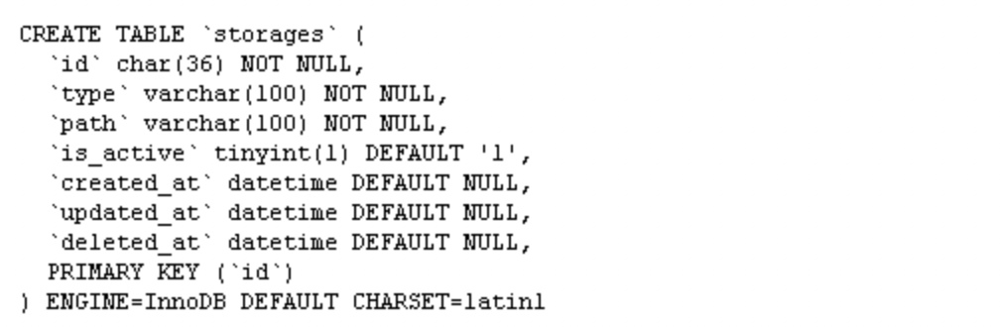 CREATE TABLE `storages` (
`id` char(36) NOT NULL,
`type` varchar(100) NOT NULL,
`path` varchar(100) NOT NULL,
`is_active` tinyint(1) DEFAULT '1',
`created_at` datetime DEFAULT NULL,
`updated_at` datetime DEFAULT NULL,
`deleted_at` datetime DEFAULT NULL,
PRIMARY KEY (`id`)
) ENGINE=InnoDB DEFAULT CHARSET=latin1